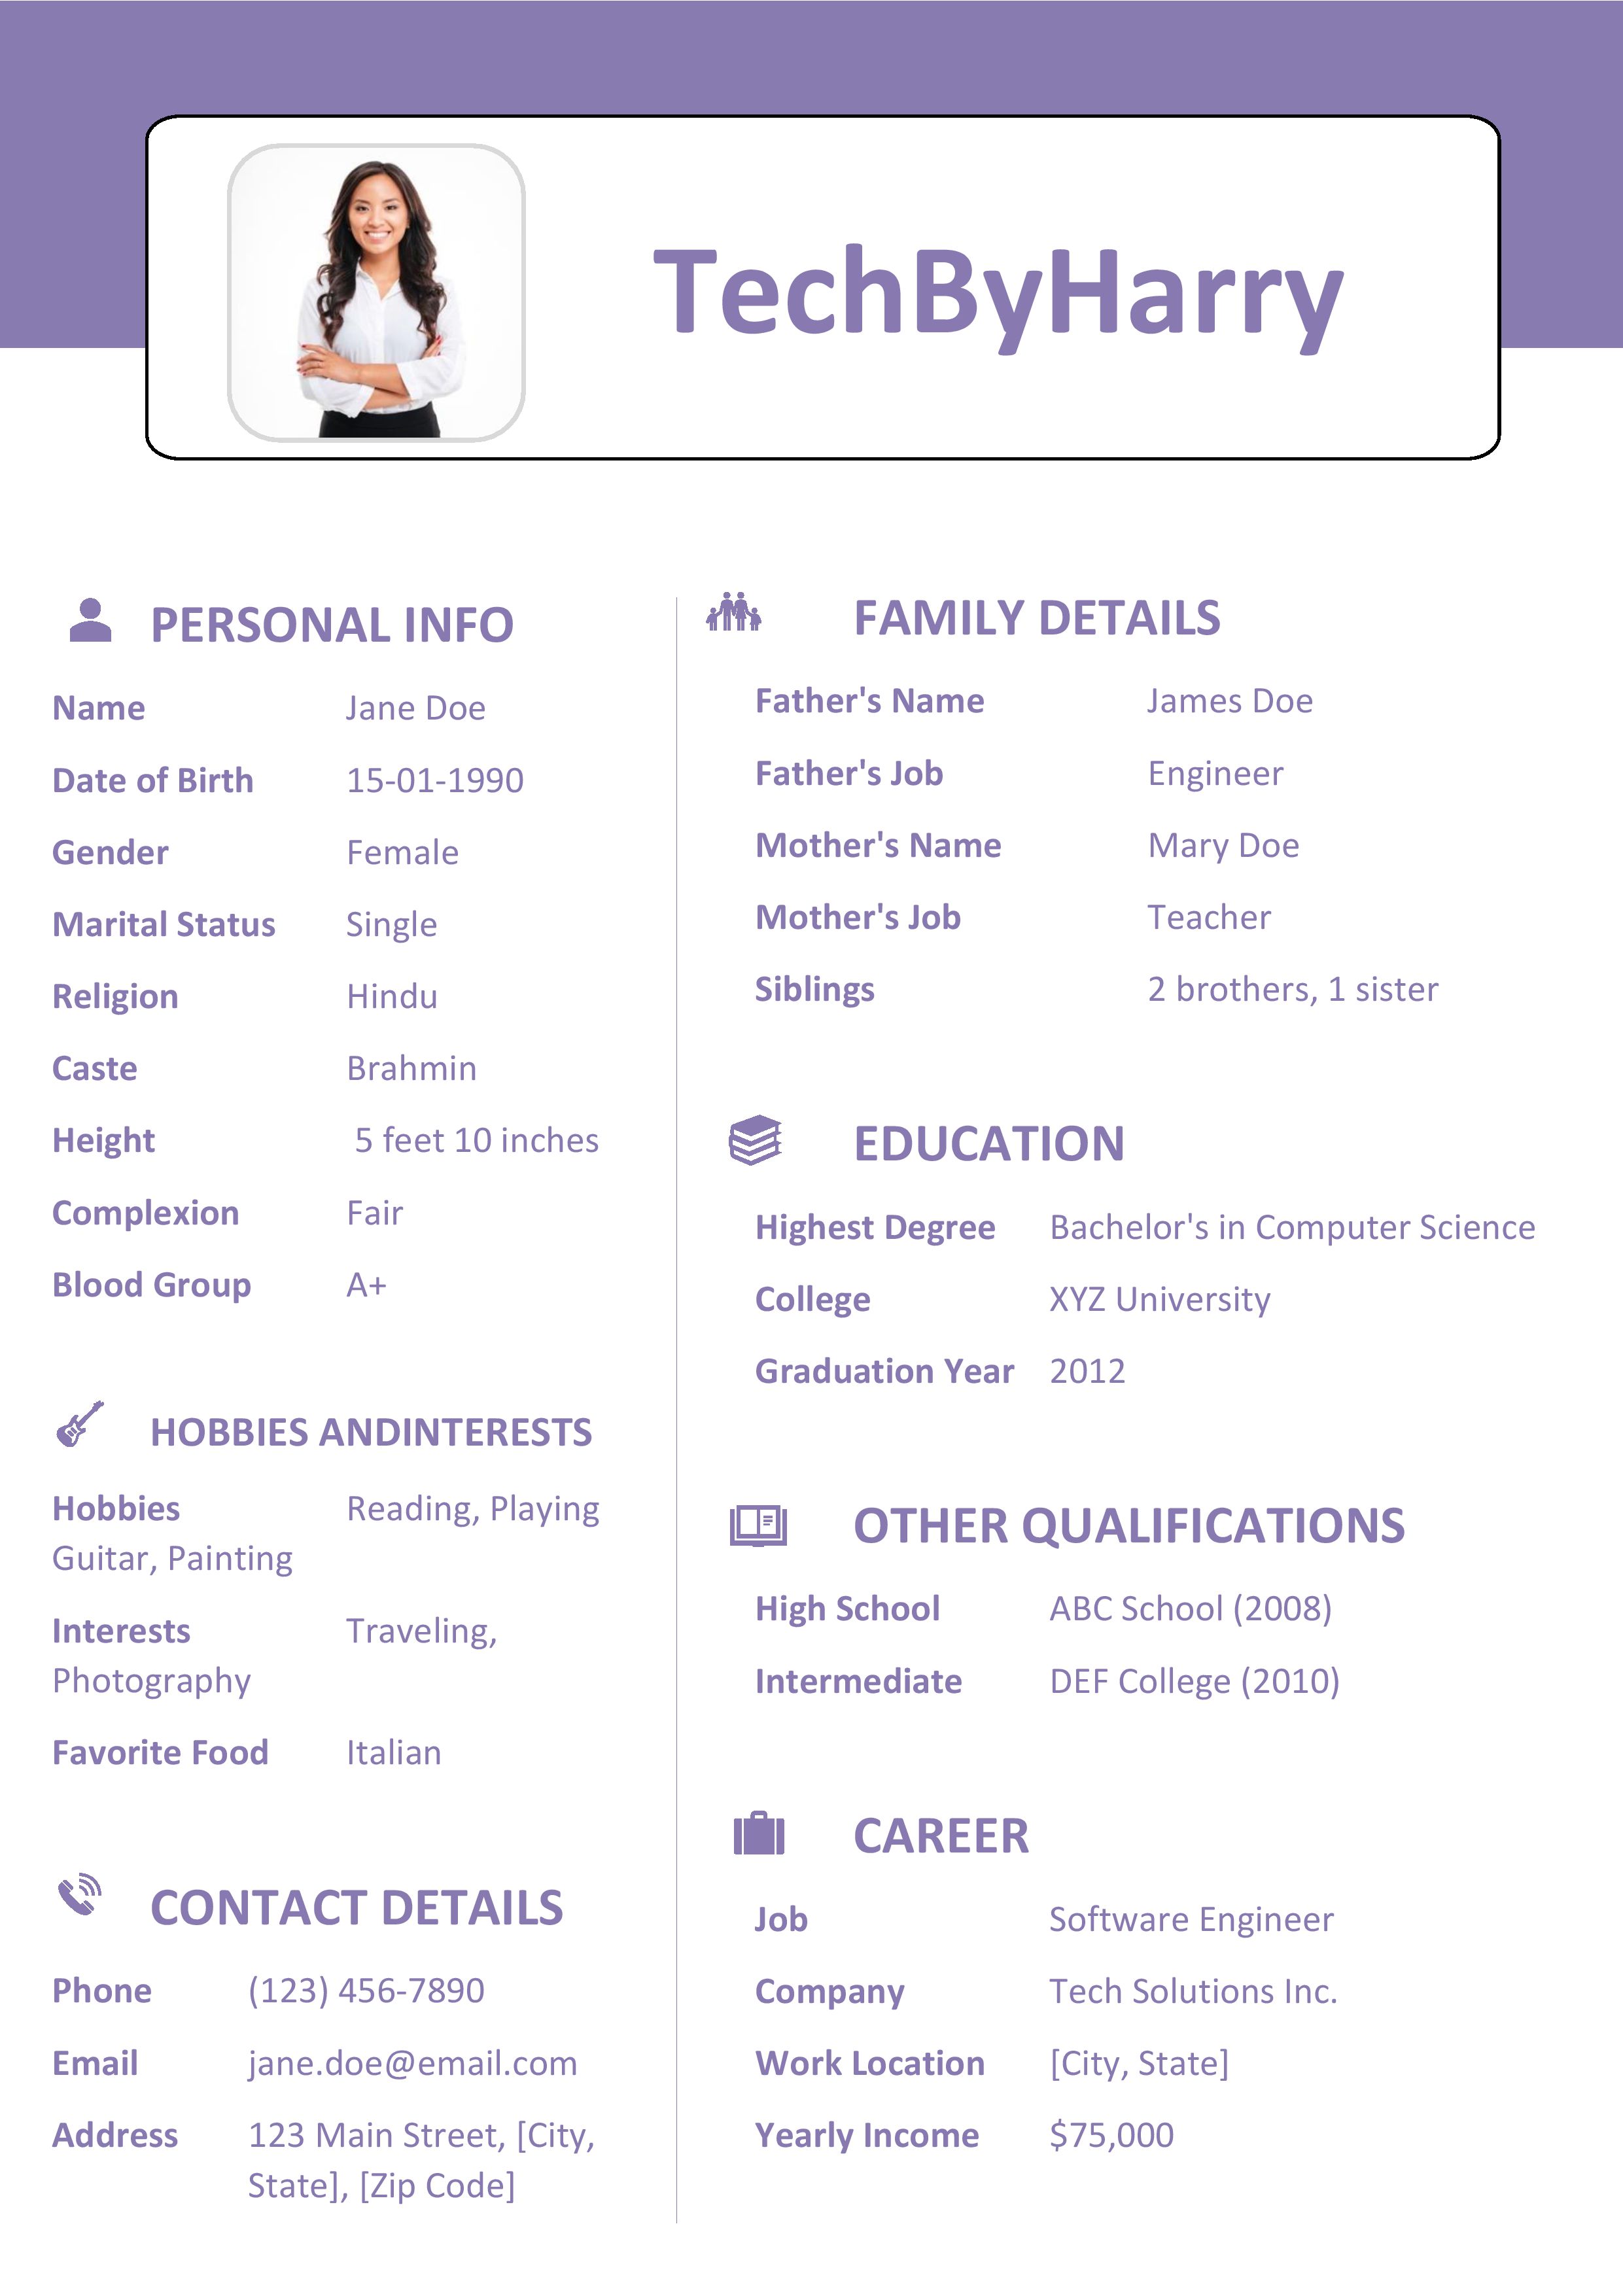 TechByHarry
PERSONAL INFO
Name Jane Doe
Date of Birth 15-01-1990
Gender Female
Marital Status Single
Religion Hindu
Caste Brahmin
Height 5 feet 10 inches
Complexion Fair
Blood Group A+
HOBBIES ANDINTERESTS
Hobbies Reading, Playing
Guitar, Painting
Interests Traveling,
Photography
Favorite Food Italian
CONTACT DETAILS
Phone (123) 456-7890
Email jane.doe@email.com
Address 123 Main Street, [City,
State], [Zip Code]
FAMILY DETAILS
Father's Name James Doe
Father's Job Engineer
Mother's Name Mary Doe
Mother's Job Teacher
Siblings 2 brothers, 1 sister
EDUCATION
Highest Degree Bachelor's in Computer Science
College XYZ University
Graduation Year 2012
OTHER QUALIFICATIONS
High School ABC School (2008)
Intermediate DEF College (2010)
CAREER
Job Software Engineer
Company Tech Solutions Inc.
Work Location [City, State]
Yearly Income $75,000